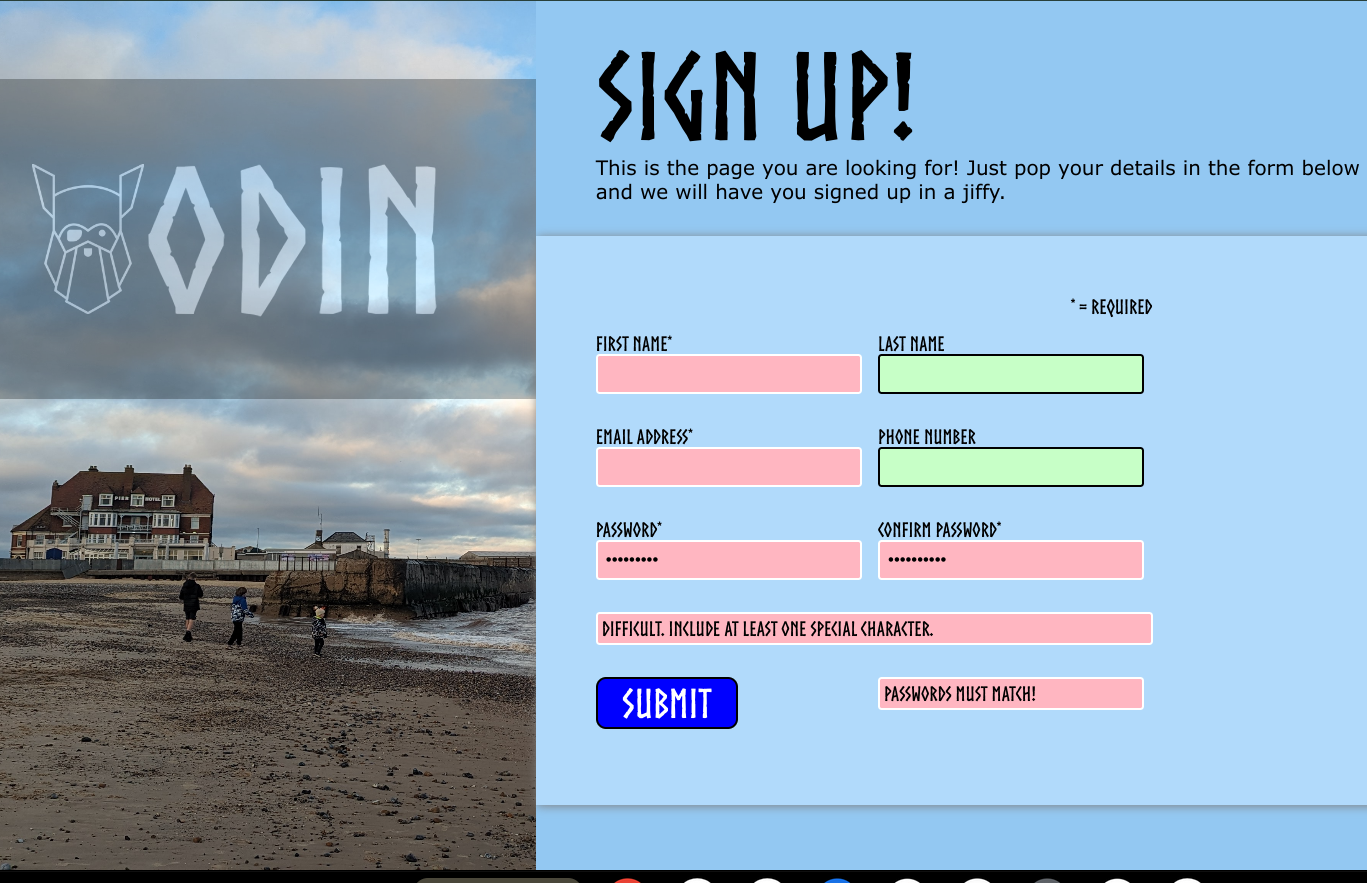 ODIN
PIER HOTEL
SIGN UP!
This is the page you are looking for! Just pop your details in the form below
and we will have you signed up in a jiffy.
* = REQUIRED
FIRST NAME*
LAST NAME
EMAIL ADDRESS*
PHONE NUMBER
PASSWORD*
CONFIRM PASSWORD*
•••••••••
••••••••••
DIFFICULT. INCLUDE AT LEAST ONE SPECIAL CHARACTER.
SUBMIT
PASSWORDS MUST MATCH!